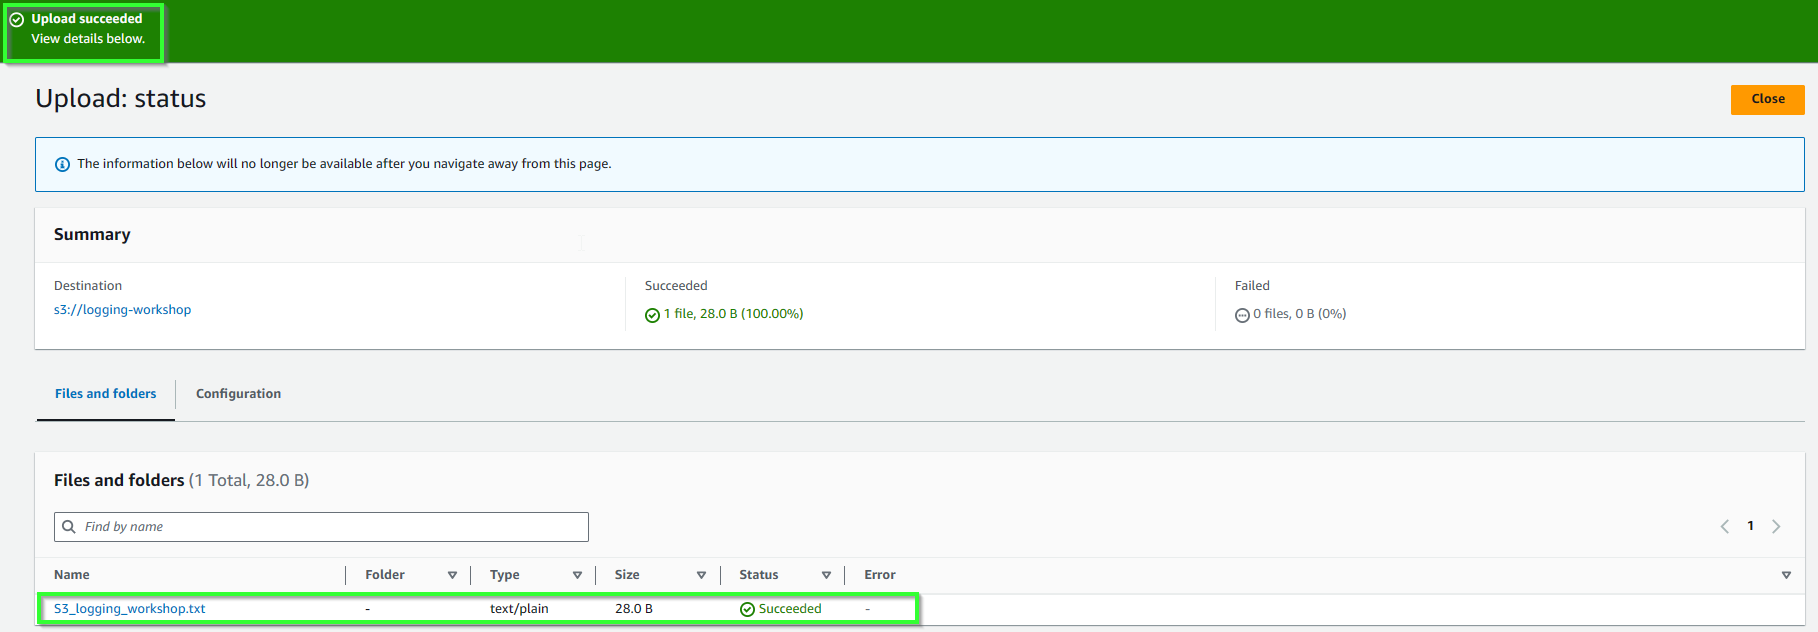 Upload succeeded
View details below.
Upload: status
Close
The information below will no longer be available after you navigate away from this page.
Summary
Destination
s3://logging-workshop
Succeeded
1 file, 28.0 B (100.00%)
Failed
0 files, 0 B (0%)
Files and folders
Configuration
Files and folders (1 Total, 28.0 B)
Find by name
1
Name Folder Type Size Status Error
S3_logging_workshop.txt - text/plain 28.0 B Succeeded -